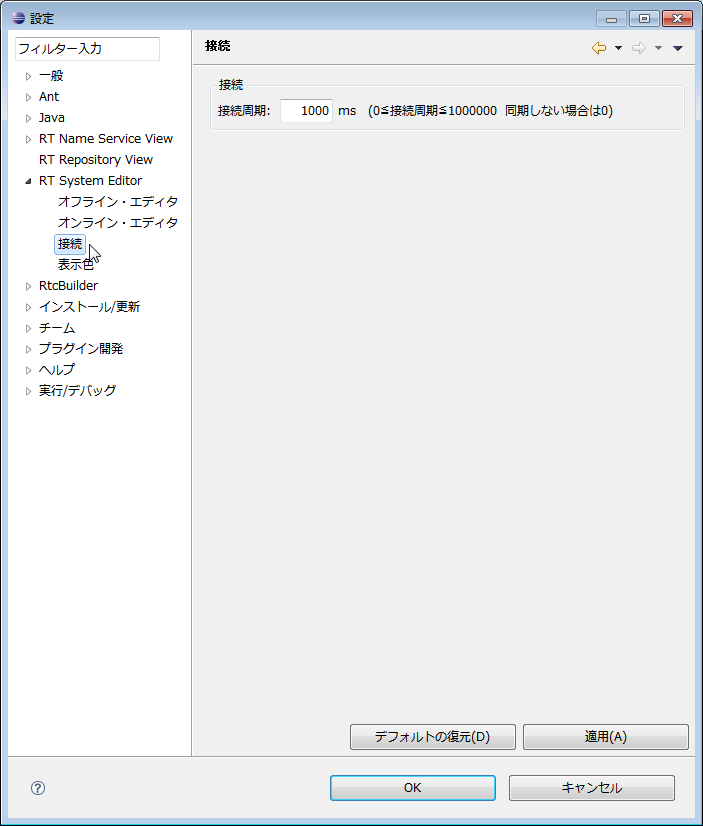 設定
フィルター入力
一般
Ant
Java
RT Name Service View
RT Repository View
RT System Editor
オフライン・エディタ
オンライン・エディタ
接続
表示色
RtcBuilder
インストール/更新
チーム
プラグイン開発
ヘルプ
実行/デバッグ
接続
接続
接続周期: 1000 ms (0≦接続周期≦1000000 同期しない場合は0)
デフォルトの復元(D) 適用(A)
? OK キャンセル